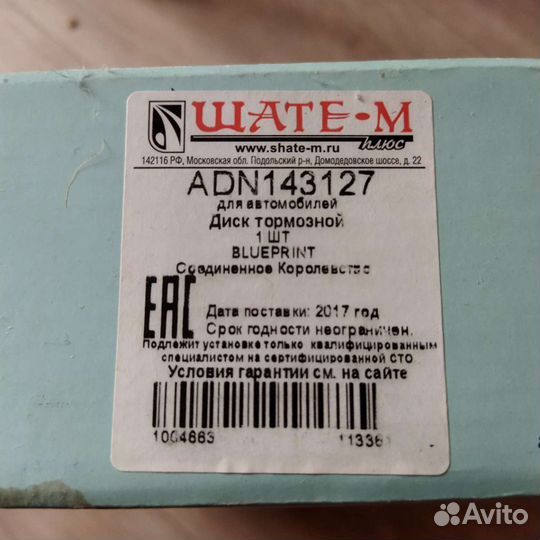 ШАТЕ-М
плюс
www.shate-m.ru
142116 РФ, Московская обл. Подольский р-н, Домодедовское шоссе, д. 22
ADN143127
для автомобилей
Диск тормозной
1 ШТ
BLUEPRINT
Соединенное Королевство
EAC
Дата поставки: 2017 год
Срок годности неограничен.
Подлежит установке только квалифицированным
специалистом на сертифицированной СТО
Условия гарантии см. на сайте
1004663 113361
Avito